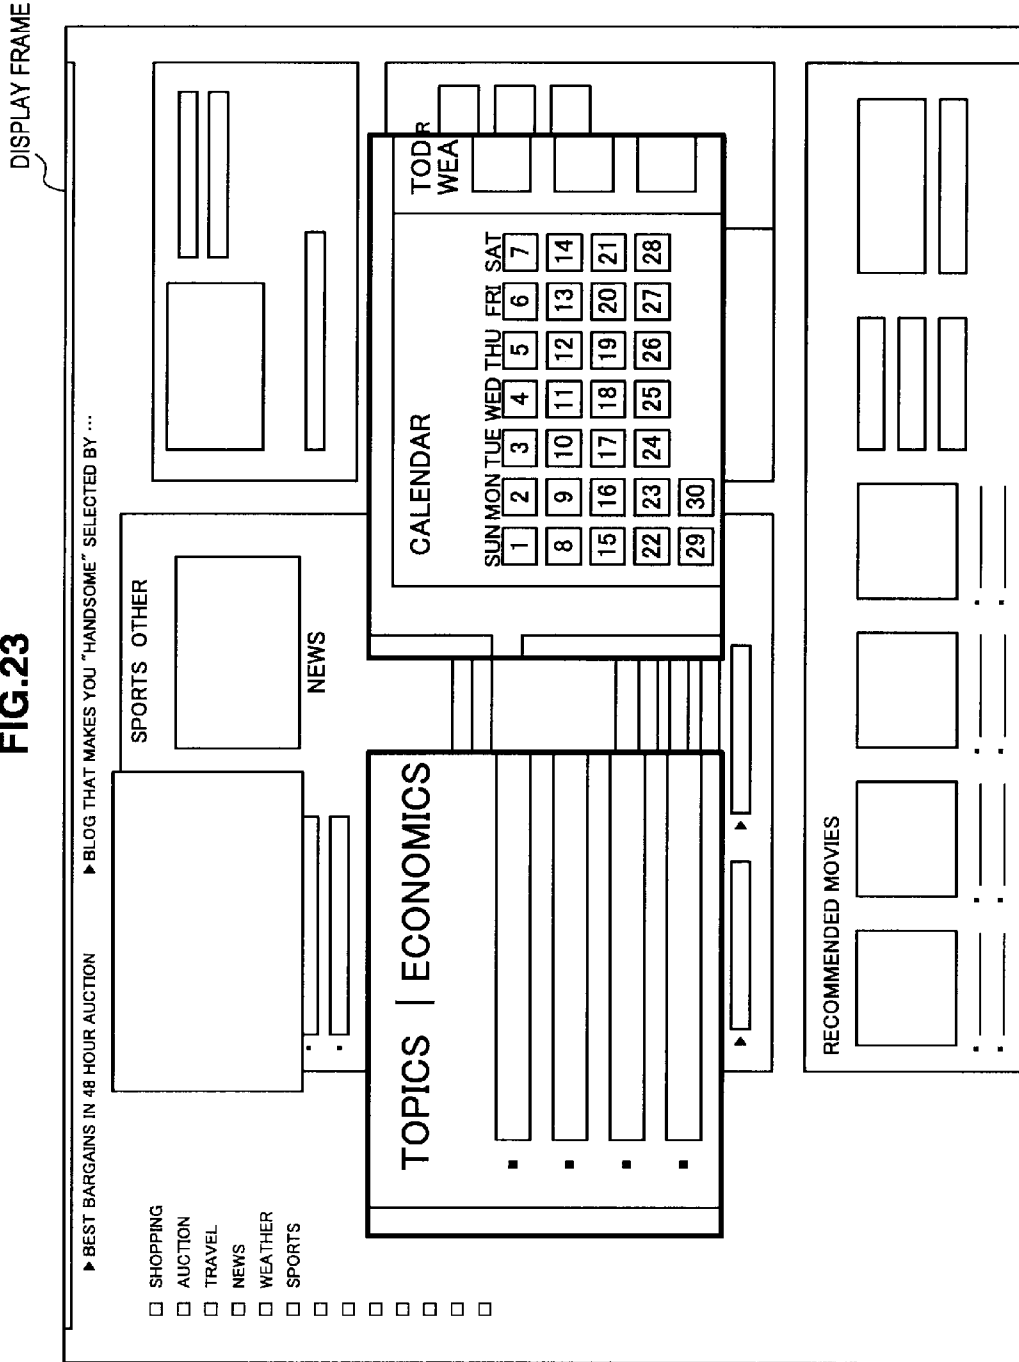 FIG.23
DISPLAY FRAME
▶ BEST BARGAINS IN 48 HOUR AUCTION
▶ BLOG THAT MAKES YOU "HANDSOME" SELECTED BY ...
□ SHOPPING
□ AUCTION
□ TRAVEL
□ NEWS
□ WEATHER
□ SPORTS
SPORTS OTHER
NEWS
TOPICS | ECONOMICS
CALENDAR
SUN MON TUE WED THU FRI SAT
1 2 3 4 5 6 7
8 9 10 11 12 13 14
15 16 17 18 19 20 21
22 23 24 25 26 27 28
29 30
TOD R
WEA
RECOMMENDED MOVIES